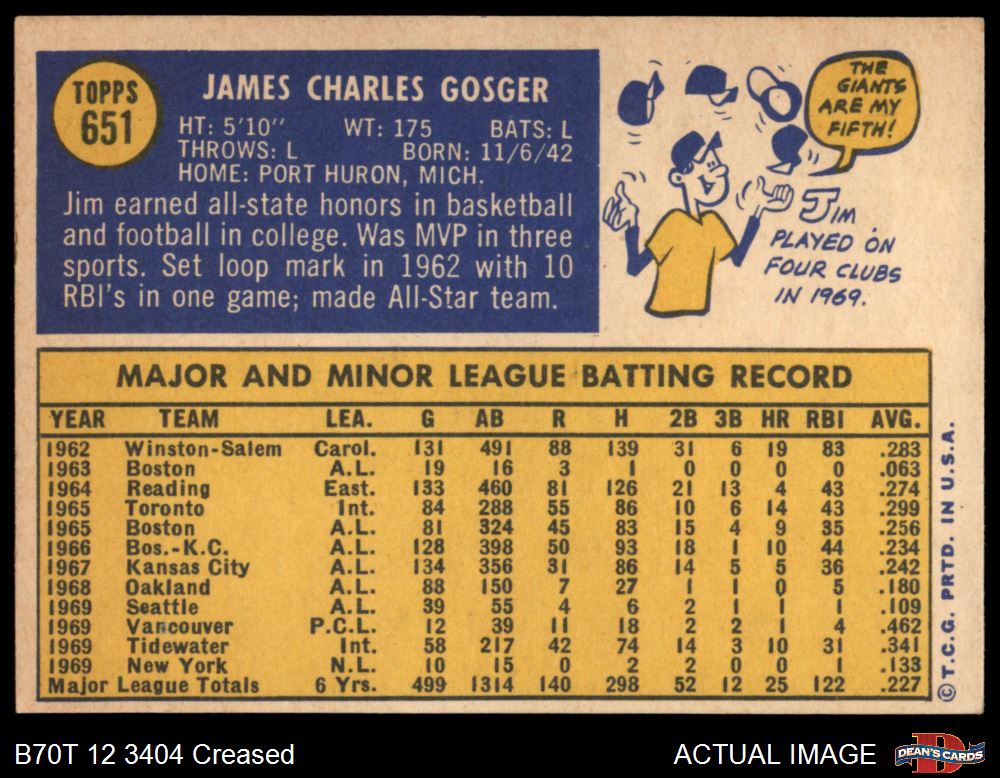 TOPPS
651
JAMES CHARLES GOSGER
HT: 5'10" WT: 175 BATS: L
THROWS: L BORN: 11/6/42
HOME: PORT HURON, MICH.
Jim earned all-state honors in basketball
and football in college. Was MVP in three
sports. Set loop mark in 1962 with 10
RBI's in one game; made All-Star team.
THE
GIANTS
ARE MY
FIFTH!
JIM
PLAYED ON
FOUR CLUBS
IN 1969.
MAJOR AND MINOR LEAGUE BATTING RECORD
YEAR TEAM LEA. G AB R H 2B 3B HR RBI AVG.
1962 Winston-Salem Carol. 131 491 88 139 31 6 19 83 .283
1963 Boston A.L. 19 16 3 1 0 0 0 0 .063
1964 Reading East. 133 460 81 126 21 13 4 43 .274
1965 Toronto Int. 84 288 55 86 10 6 14 43 .299
1965 Boston A.L. 81 324 45 83 15 4 9 35 .256
1966 Bos.-K.C. A.L. 128 398 50 93 18 1 10 44 .234
1967 Kansas City A.L. 134 356 31 86 14 5 5 36 .242
1968 Oakland A.L. 88 150 7 27 1 1 0 5 .180
1969 Seattle A.L. 39 55 4 6 2 1 1 1 .109
1969 Vancouver P.C.L. 12 39 11 18 2 2 1 4 .462
1969 Tidewater Int. 58 217 42 74 14 3 10 31 .341
1969 New York N.L. 10 15 0 2 2 0 0 1 .133
Major League Totals 6 Yrs. 499 1314 140 298 52 12 25 122 .227
©T.C.G. PRTD. IN U.S.A.
B70T 12 3404 Creased
ACTUAL IMAGE
DEAN'S CARDS